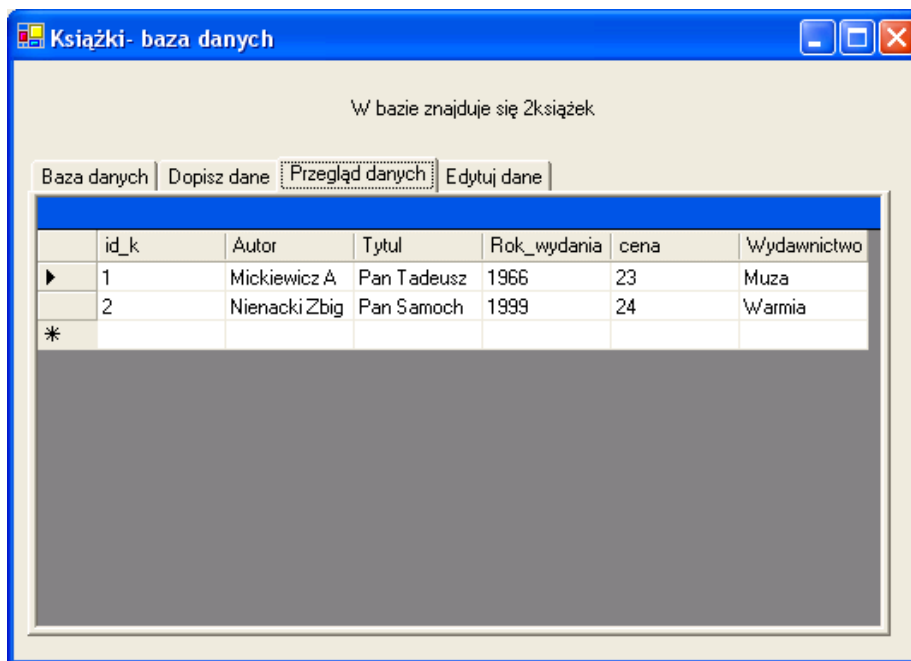 Książki- baza danych
W bazie znajduje się 2książek
Baza danych Dopisz dane Przegląd danych Edytuj dane
id_k Autor Tytul Rok_wydania cena Wydawnictwo
1 Mickiewicz A Pan Tadeusz 1966 23 Muza
2 Nienacki Zbig Pan Samoch 1999 24 Warmia